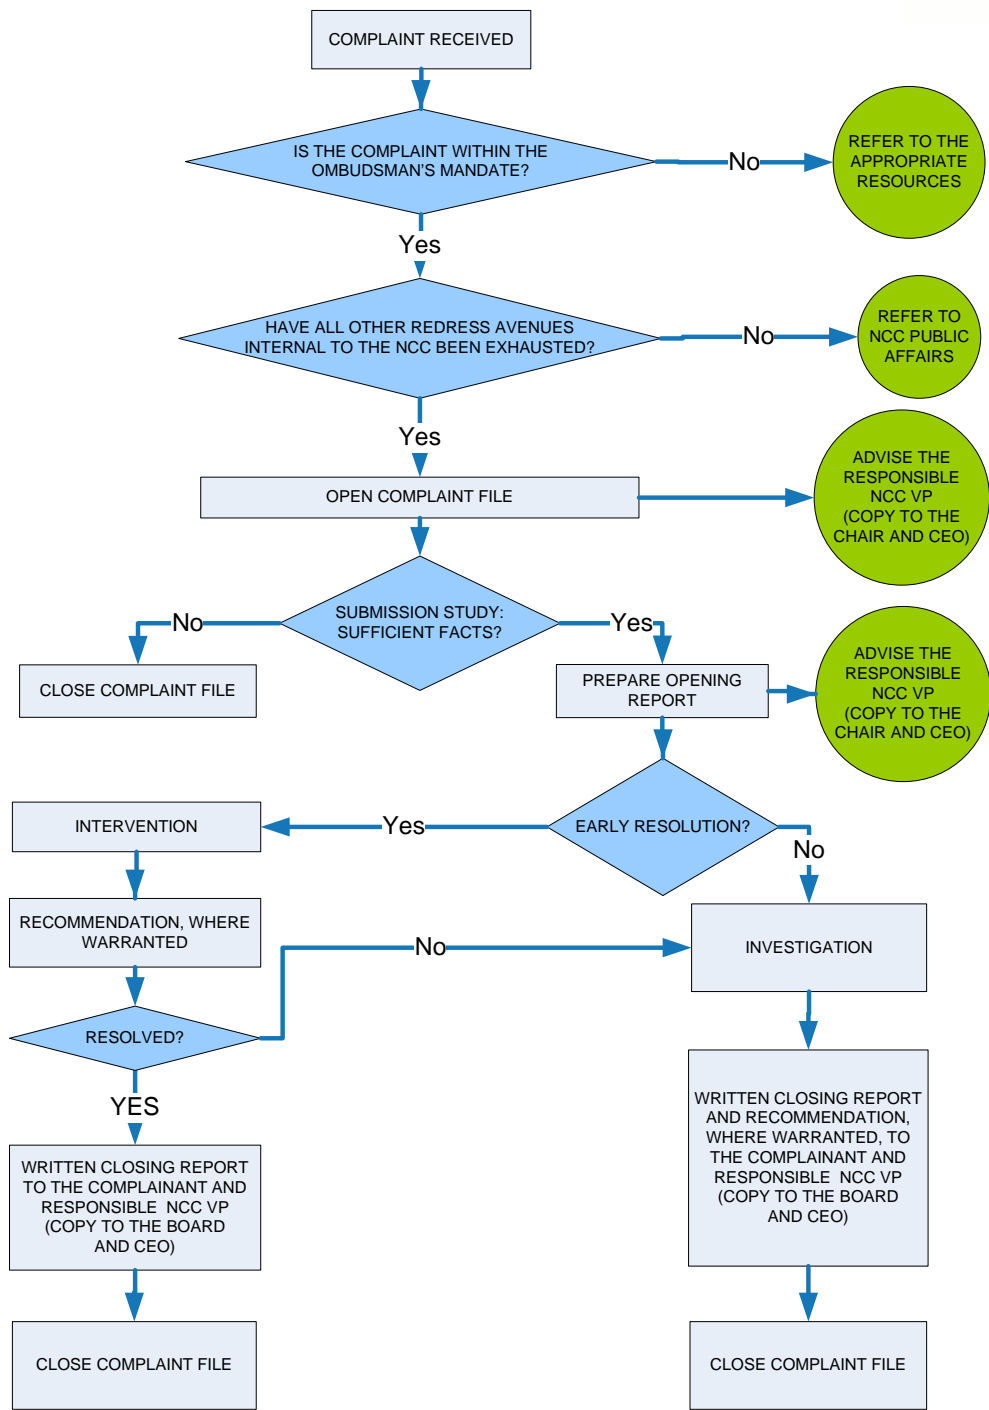 COMPLAINT RECEIVED
IS THE COMPLAINT WITHIN THE
OMBUDSMAN'S MANDATE?
No
REFER TO THE
APPROPRIATE
RESOURCES
Yes
HAVE ALL OTHER REDRESS AVENUES
INTERNAL TO THE NCC BEEN EXHAUSTED?
No
REFER TO
NCC PUBLIC
AFFAIRS
Yes
OPEN COMPLAINT FILE
ADVISE THE
RESPONSIBLE
NCC VP
(COPY TO THE
CHAIR AND CEO)
SUBMISSION STUDY:
SUFFICIENT FACTS?
No
Yes
CLOSE COMPLAINT FILE
PREPARE OPENING
REPORT
ADVISE THE
RESPONSIBLE
NCC VP
(COPY TO THE
CHAIR AND CEO)
EARLY RESOLUTION?
Yes
No
INTERVENTION
RECOMMENDATION, WHERE
WARRANTED
No
INVESTIGATION
RESOLVED?
YES
WRITTEN CLOSING REPORT
TO THE COMPLAINANT AND
RESPONSIBLE NCC VP
(COPY TO THE BOARD
AND CEO)
WRITTEN CLOSING REPORT
AND RECOMMENDATION,
WHERE WARRANTED, TO
THE COMPLAINANT AND
RESPONSIBLE NCC VP
(COPY TO THE BOARD
AND CEO)
CLOSE COMPLAINT FILE
CLOSE COMPLAINT FILE